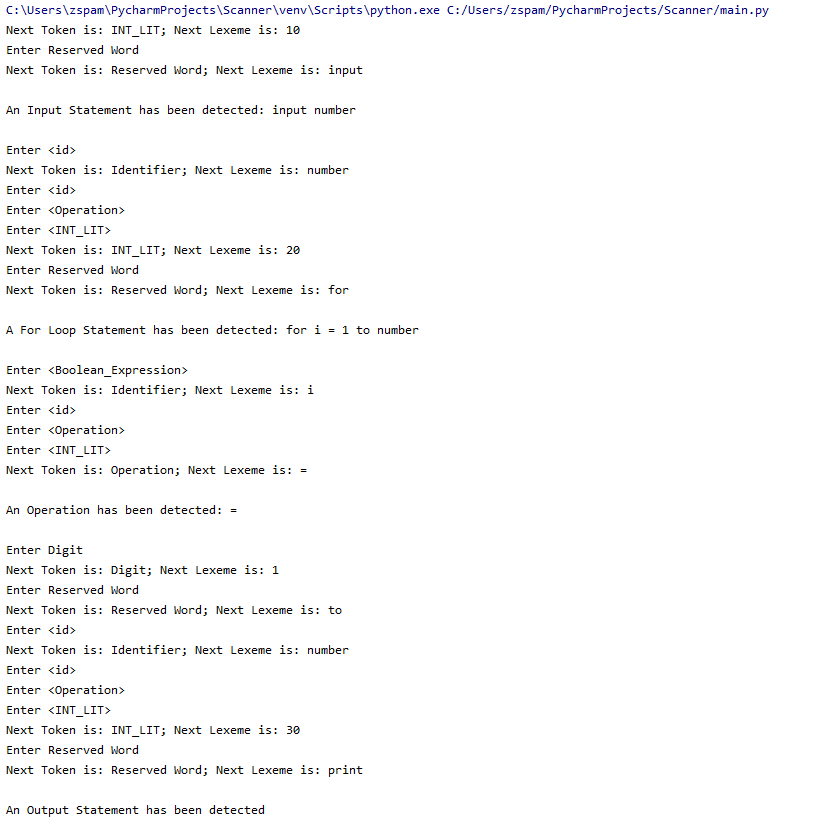 C:\Users\zspam\PycharmProjects\Scanner\venv\Scripts\python.exe C:/Users/zspam/PycharmProjects/Scanner/main.py
Next Token is: INT_LIT; Next Lexeme is: 10
Enter Reserved Word
Next Token is: Reserved Word; Next Lexeme is: input
An Input Statement has been detected: input number
Enter <id>
Next Token is: Identifier; Next Lexeme is: number
Enter <id>
Enter <Operation>
Enter <INT_LIT>
Next Token is: INT_LIT; Next Lexeme is: 20
Enter Reserved Word
Next Token is: Reserved Word; Next Lexeme is: for
A For Loop Statement has been detected: for i = 1 to number
Enter <Boolean_Expression>
Next Token is: Identifier; Next Lexeme is: i
Enter <id>
Enter <Operation>
Enter <INT_LIT>
Next Token is: Operation; Next Lexeme is: =
An Operation has been detected: =
Enter Digit
Next Token is: Digit; Next Lexeme is: 1
Enter Reserved Word
Next Token is: Reserved Word; Next Lexeme is: to
Enter <id>
Next Token is: Identifier; Next Lexeme is: number
Enter <id>
Enter <Operation>
Enter <INT_LIT>
Next Token is: INT_LIT; Next Lexeme is: 30
Enter Reserved Word
Next Token is: Reserved Word; Next Lexeme is: print
An Output Statement has been detected